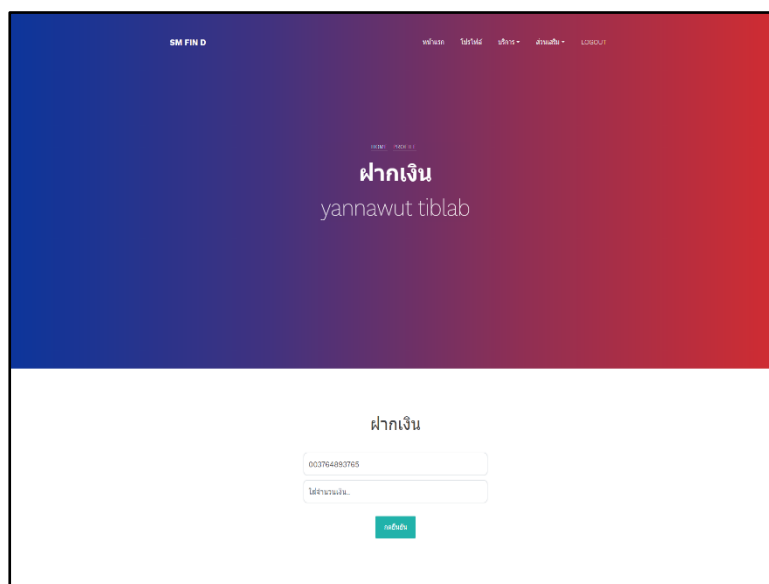 SM FIN D
หน้าแรก โปรไฟล์ บริการ ส่วนเสริม LOGOUT
HOME PROFILE
ฝากเงิน
yannawut tiblab
ฝากเงิน
003764893765
ใส่จำนวนเงิน..
กดยืนยัน